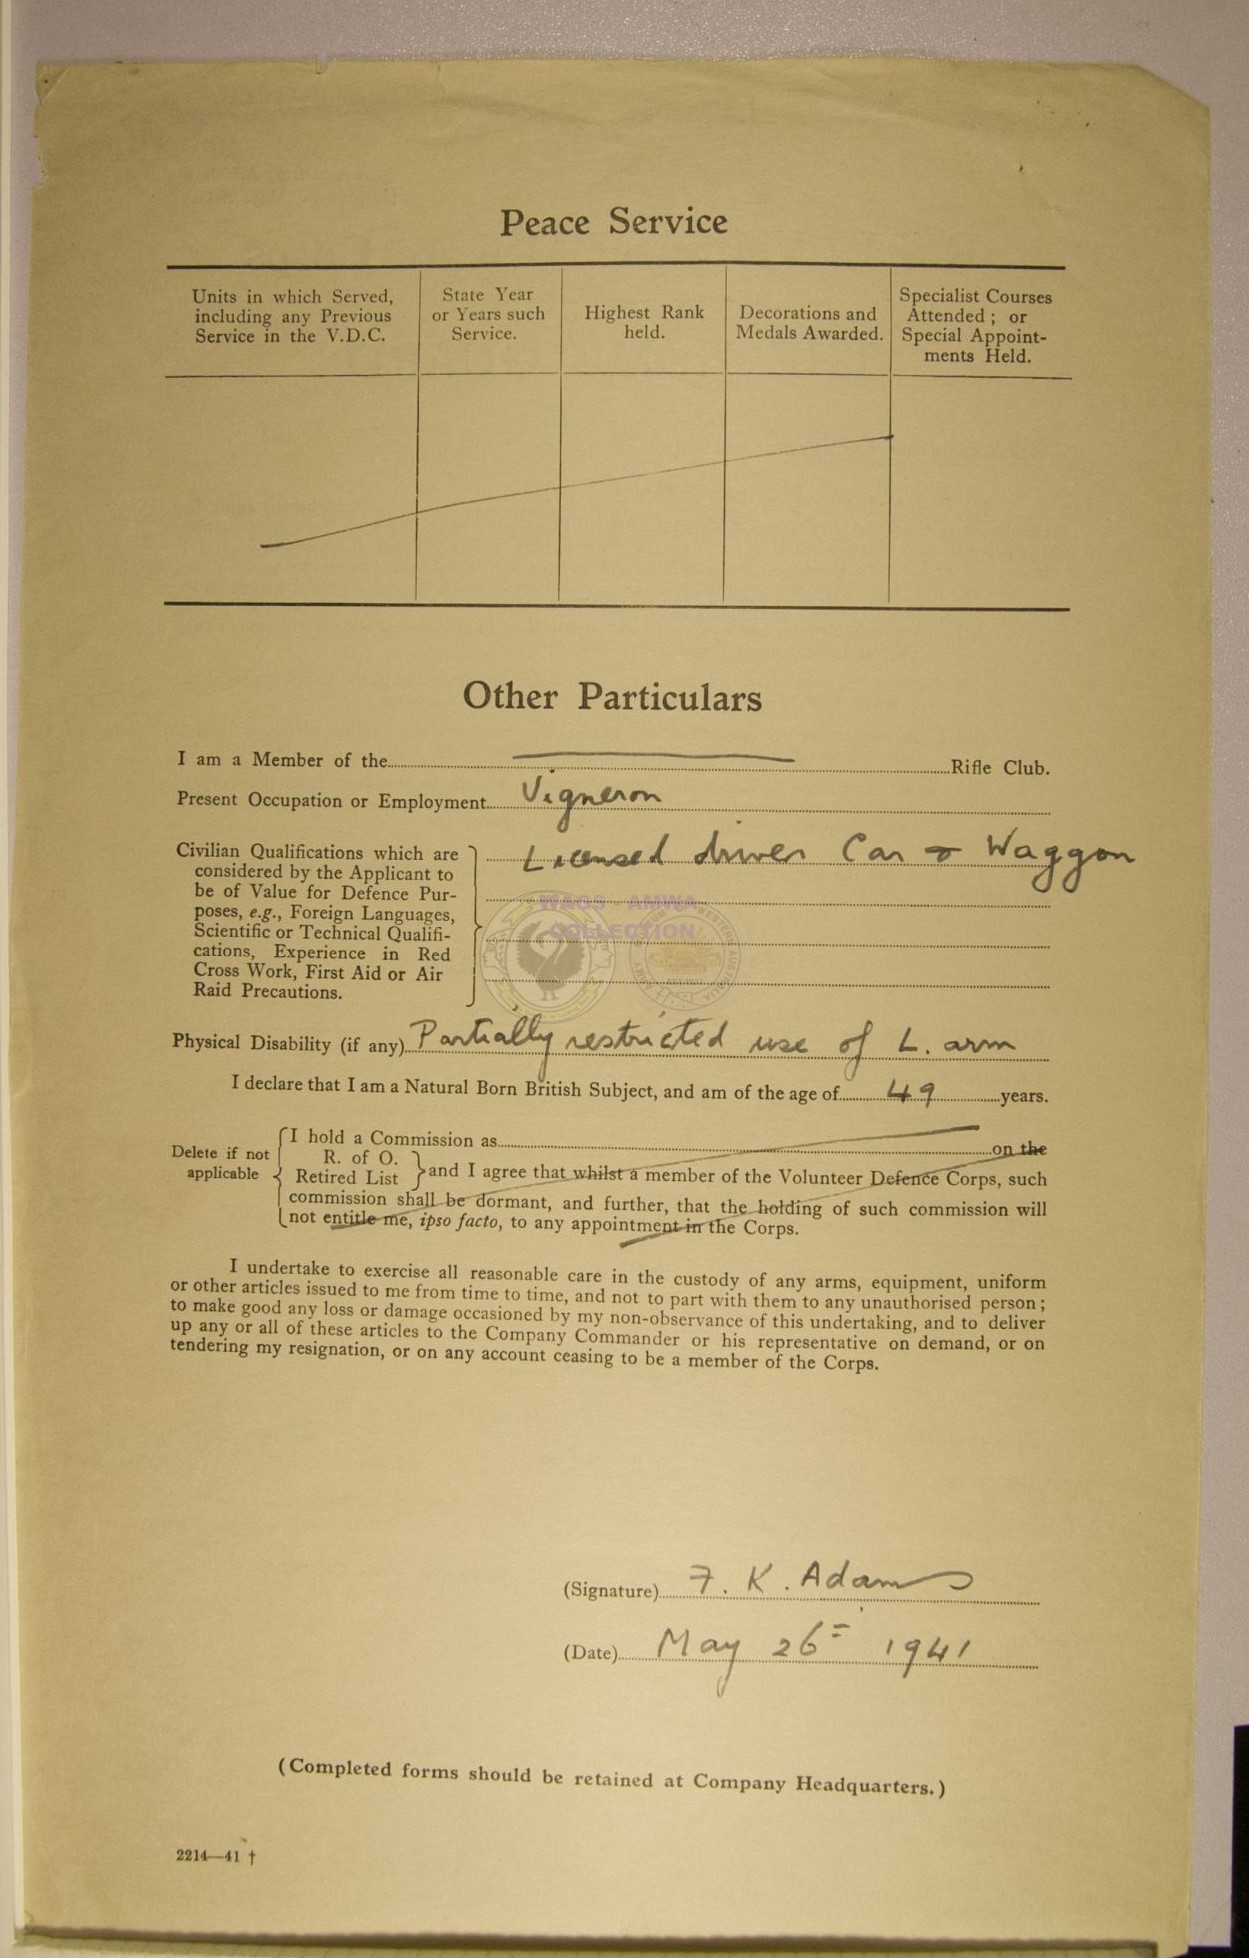 Peace Service
Units in which Served, including any Previous Service in the V.D.C.
State Year or Years such Service.
Highest Rank held.
Decorations and Medals Awarded.
Specialist Courses Attended ; or Special Appoint-ments Held.
Other Particulars
I am a Member of the Rifle Club.
Present Occupation or Employment Vigneron
Civilian Qualifications which are
considered by the Applicant to
be of Value for Defence Pur-
poses, e.g., Foreign Languages,
Scientific or Technical Qualifi-
cations, Experience in Red
Cross Work, First Aid or Air
Raid Precautions.
Licensed driver Car & Waggon
WAGS AMWA
COLLECTION
Physical Disability (if any) Partially restricted use of L. arm
I declare that I am a Natural Born British Subject, and am of the age of 49 years.
Delete if not
applicable
I hold a Commission as on the
R. of O.
Retired List
and I agree that whilst a member of the Volunteer Defence Corps, such
commission shall be dormant, and further, that the holding of such commission will
not entitle me, ipso facto, to any appointment in the Corps.
I undertake to exercise all reasonable care in the custody of any arms, equipment, uniform
or other articles issued to me from time to time, and not to part with them to any unauthorised person ;
to make good any loss or damage occasioned by my non-observance of this undertaking, and to deliver
up any or all of these articles to the Company Commander or his representative on demand, or on
tendering my resignation, or on any account ceasing to be a member of the Corps.
(Signature) F. K. Adams
(Date) May 26= 1941
(Completed forms should be retained at Company Headquarters.)
2214—41 †